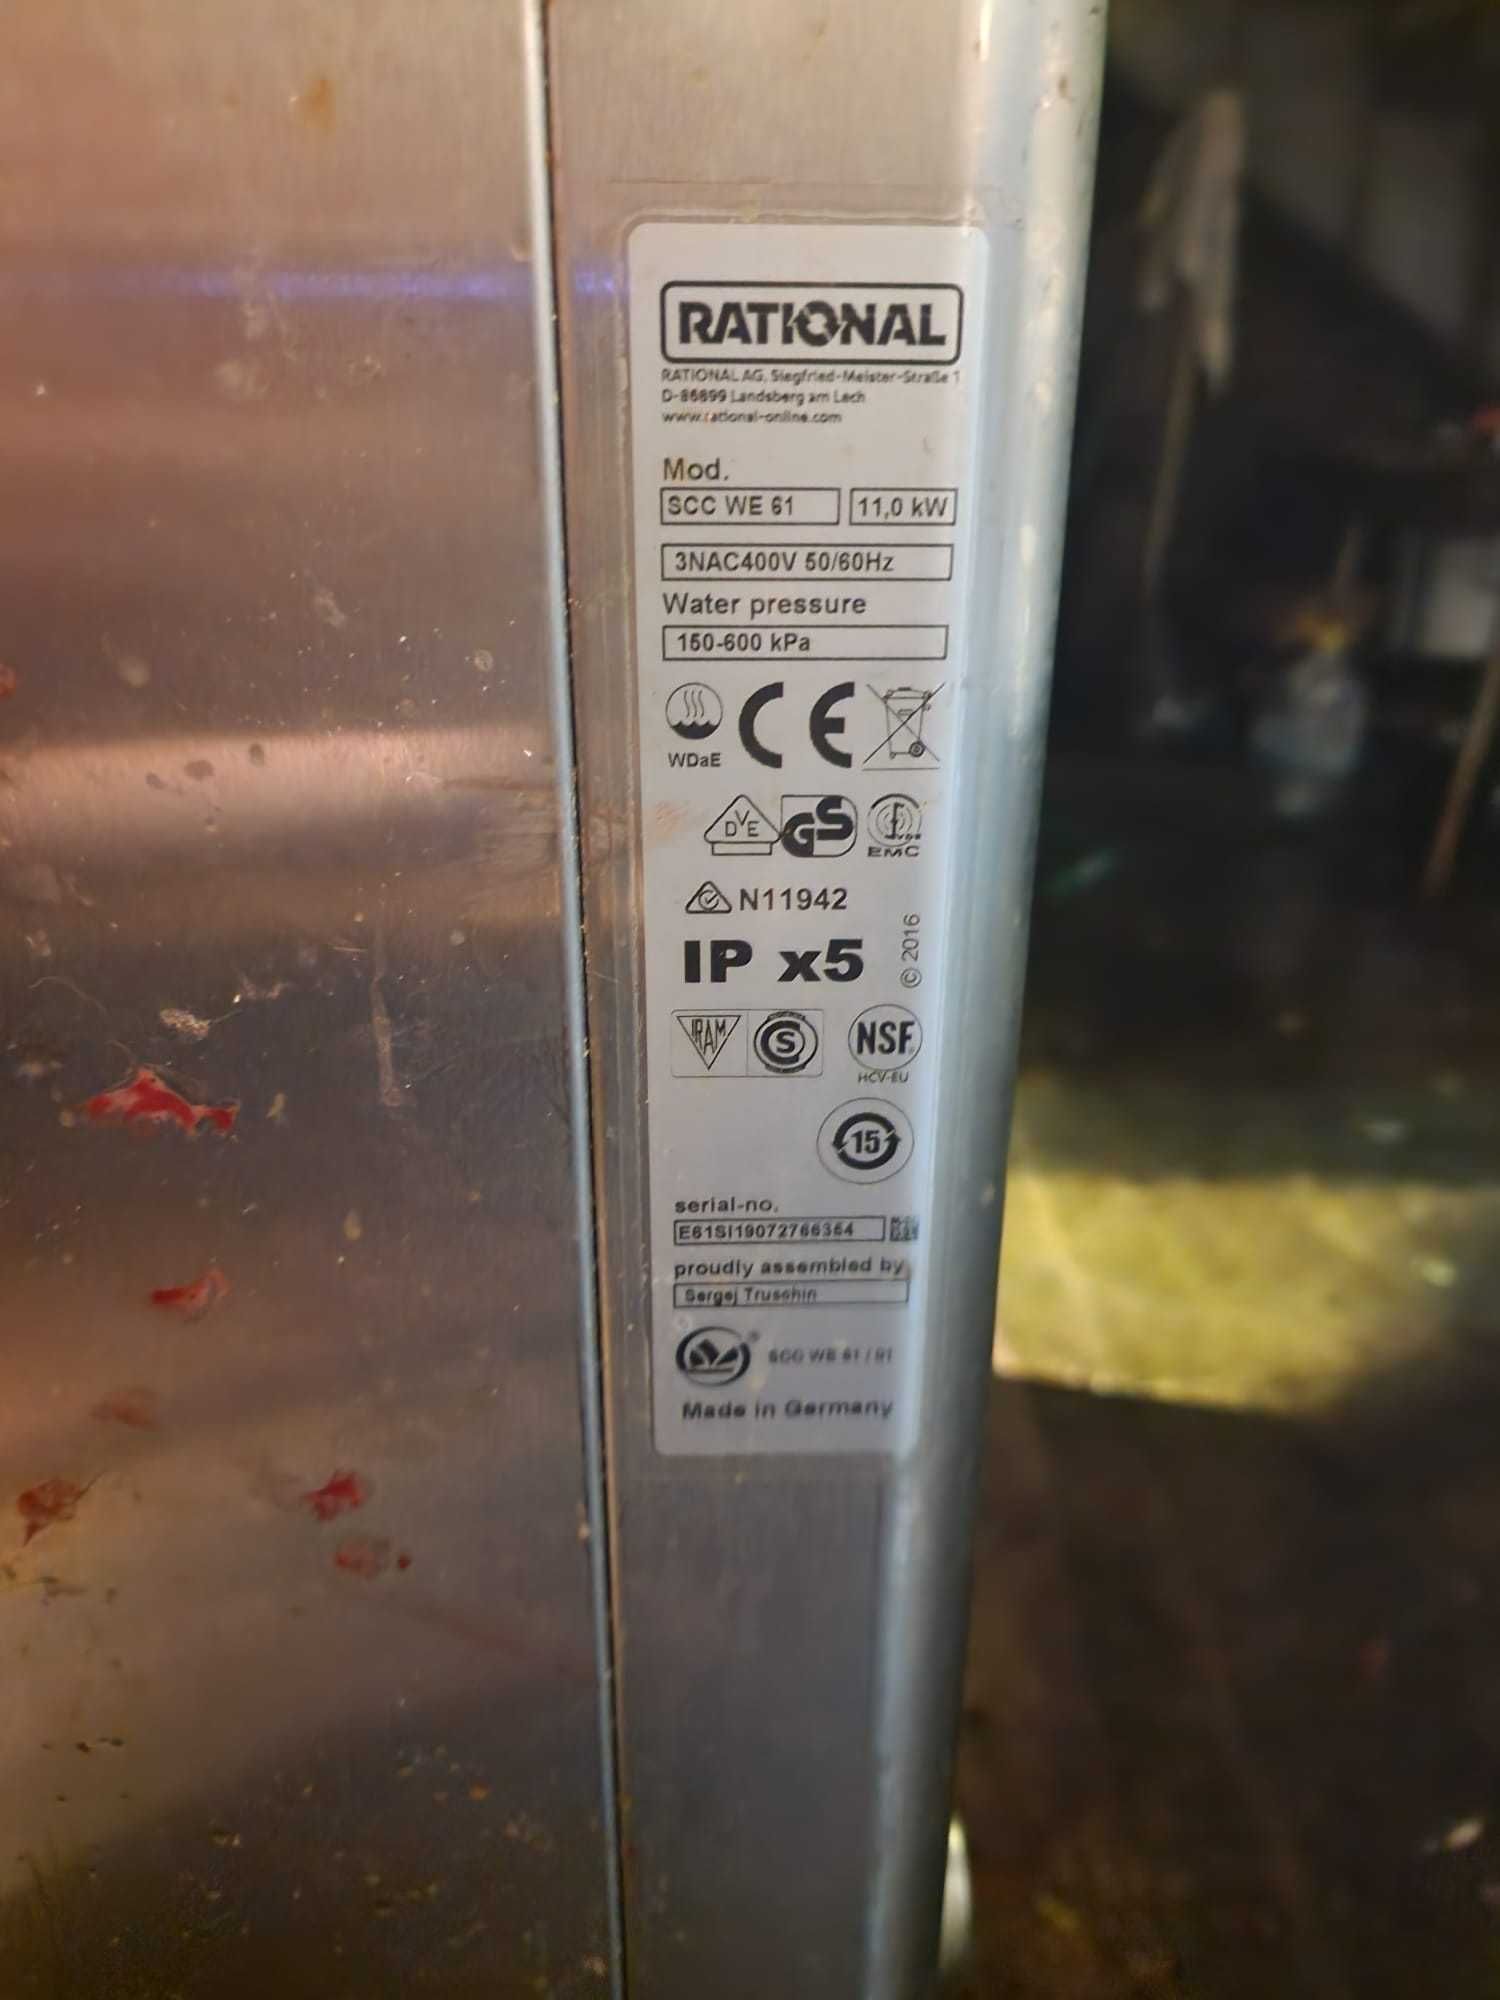 RATIONAL
RATIONAL AG, Siegfried-Meister-Straße 1
D-86899 Landsberg am Lech
www.rational-online.com
Mod.
SCC WE 61 11,0 kW
3NAC400V 50/60Hz
Water pressure
150-600 kPa
WDaE CE
DVE GS EMC
N11942
IP x5 © 2016
IRAM S NSF
HCV-EU
15
serial-no.
E61SI19072766354
proudly assembled by
Sergej
SCC WE 61 /
Made in Germany